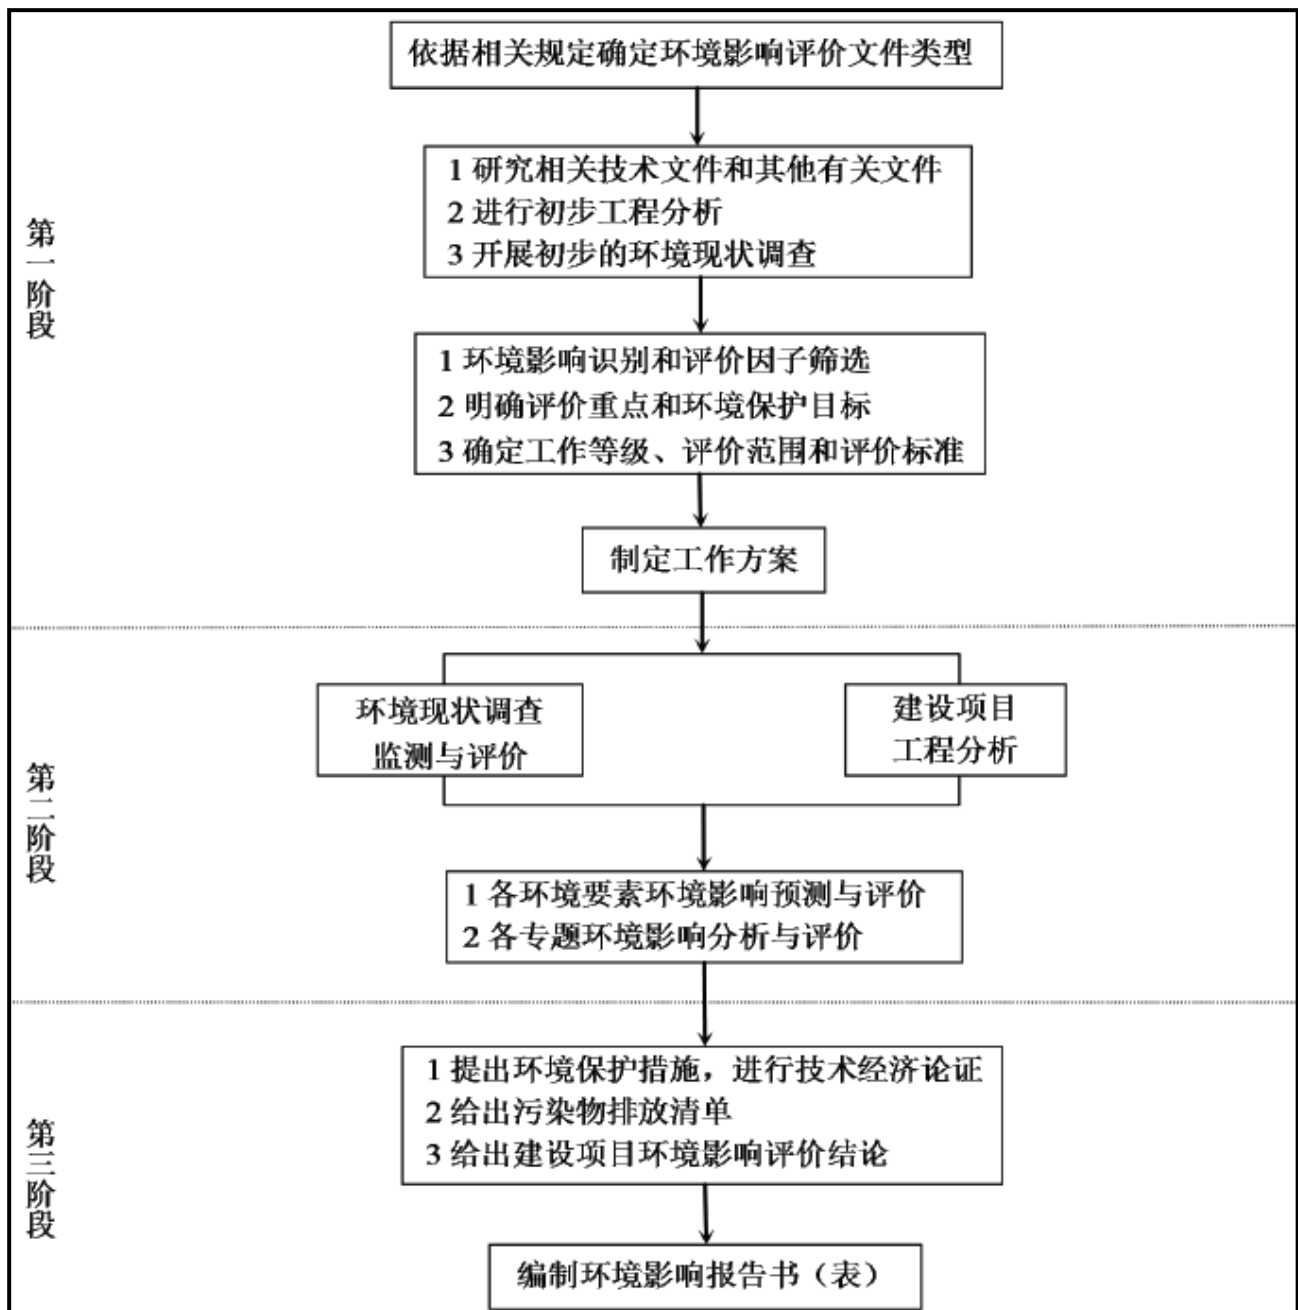 依据相关规定确定环境影响评价文件类型
1 研究相关技术文件和其他有关文件
2 进行初步工程分析
3 开展初步的环境现状调查
第一阶段
1 环境影响识别和评价因子筛选
2 明确评价重点和环境保护目标
3 确定工作等级、评价范围和评价标准
制定工作方案
环境现状调查
监测与评价
建设项目
工程分析
第二阶段
1 各环境要素环境影响预测与评价
2 各专题环境影响分析与评价
1 提出环境保护措施，进行技术经济论证
2 给出污染物排放清单
3 给出建设项目环境影响评价结论
第三阶段
编制环境影响报告书（表）